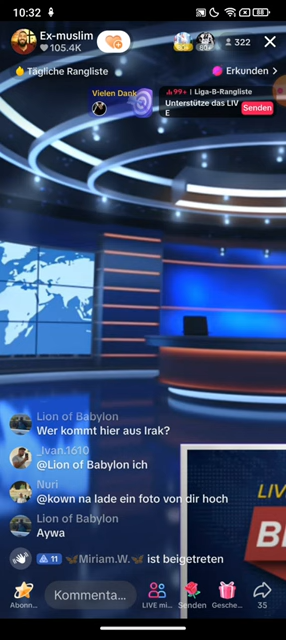 10:32
88
Ex-muslim
105.4K
322
Tägliche Rangliste
Erkunden
Vielen Dank
99+ | Liga-B-Rangliste
Unterstütze das LIV
E
Senden
Lion of Babylon
Wer kommt hier aus Irak?
_Ivan.1610
@Lion of Babylon ich
Nuri
@kown na lade ein foto von dir hoch
Lion of Babylon
Aywa
11 Miriam.W. ist beigetreten
LIV
Kommenta...
Abonn...
LIVE mi...
Senden
Gesche...
35